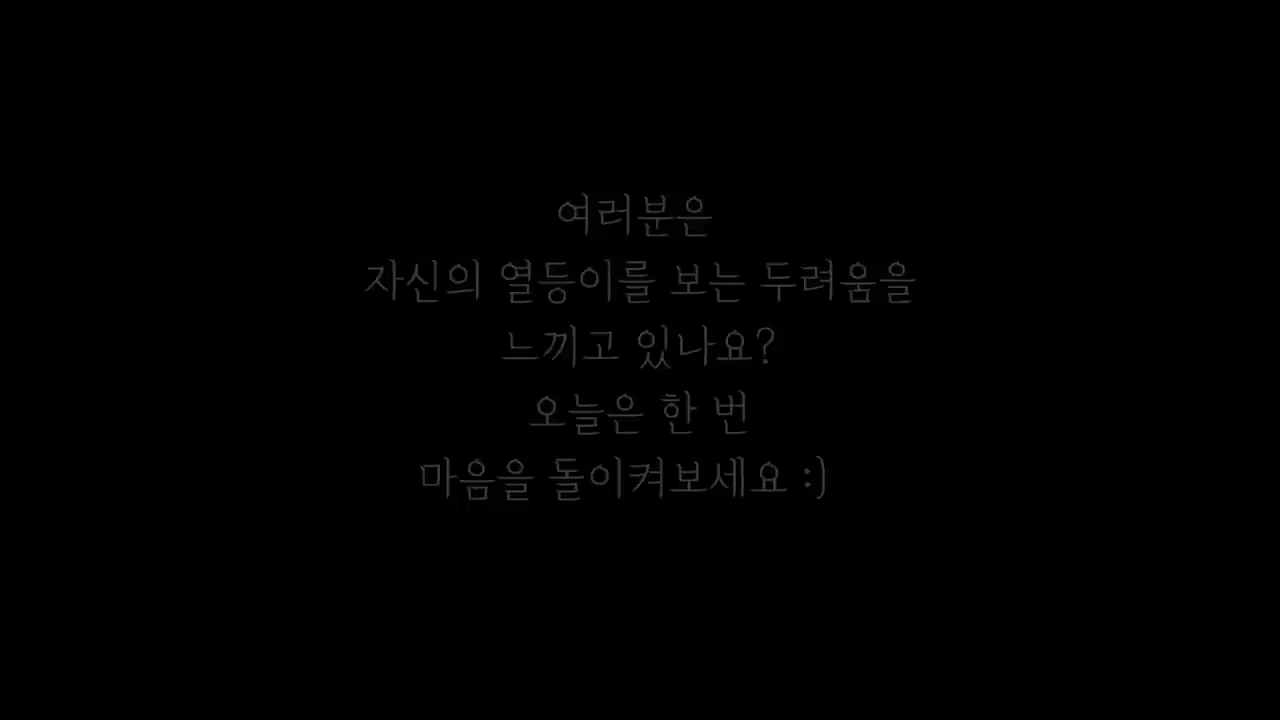 여러분은
자신의 열등이를 보는 두려움을
느끼고 있나요?
오늘은 한 번
마음을 돌이켜보세요 :)